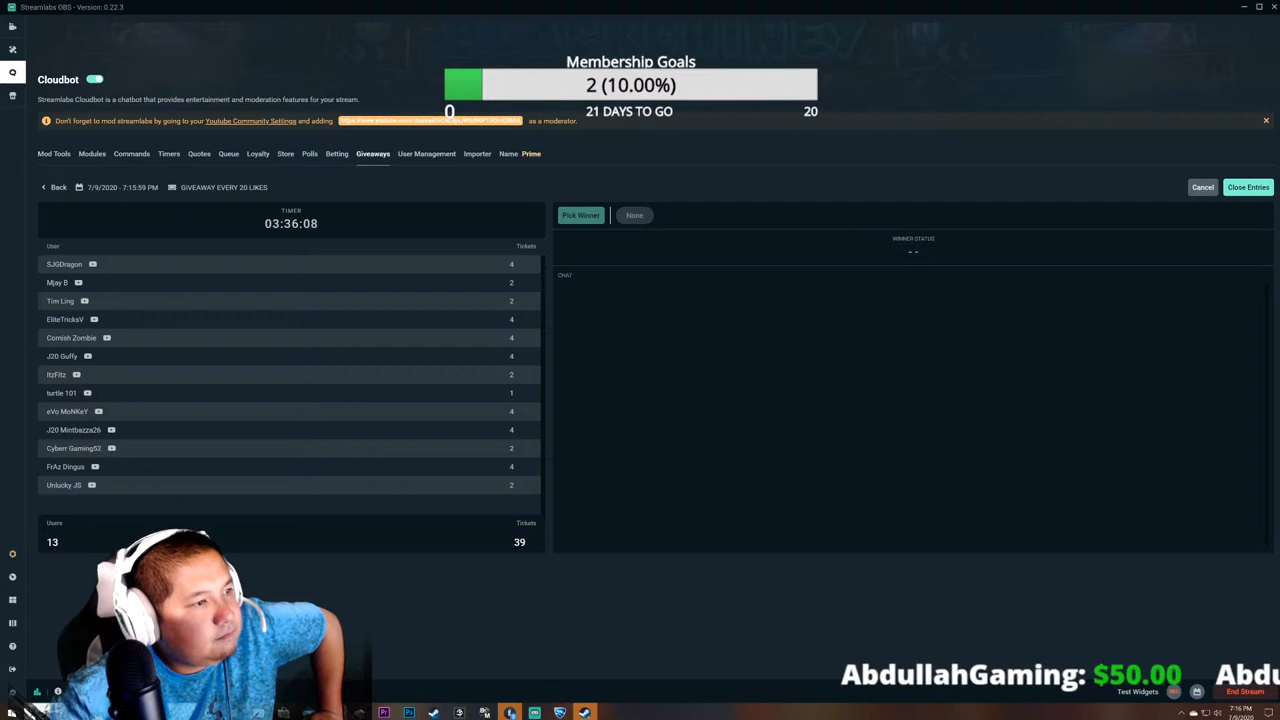 Streamlabs OBS - Version: 0.22.3
Membership Goals
2 (10.00%)
0 21 DAYS TO GO 20
Cloudbot
Streamlabs Cloudbot is a chatbot that provides entertainment and moderation features for your stream.
Don't forget to mod streamlabs by going to your Youtube Community Settings and adding as a moderator.
Mod Tools Modules Commands Timers Quotes Queue Loyalty Store Polls Betting Giveaways User Management Importer Name Prime
Back 7/9/2020 - 7:15:59 PM GIVEAWAY EVERY 20 LIKES Cancel Close Entries
TIMER
03:36:08
User Tickets
SJGDragon 4
Mjay B 2
Tim Ling 2
EliteTricksV 4
Cornish Zombie 4
J20 Guffy 4
ItzFitz 2
turtle 101 1
eVo MoNKeY 4
J20 Mintbazza26 4
Cyberr Gaming52 2
FrAz Dingus 4
Unlucky JS 2
Users Tickets
13 39
Pick Winner None
WINNER STATUS
- -
CHAT
AbdullahGaming: $50.00 Abdu
Test Widgets REC End Stream
7:16 PM
7/9/2020